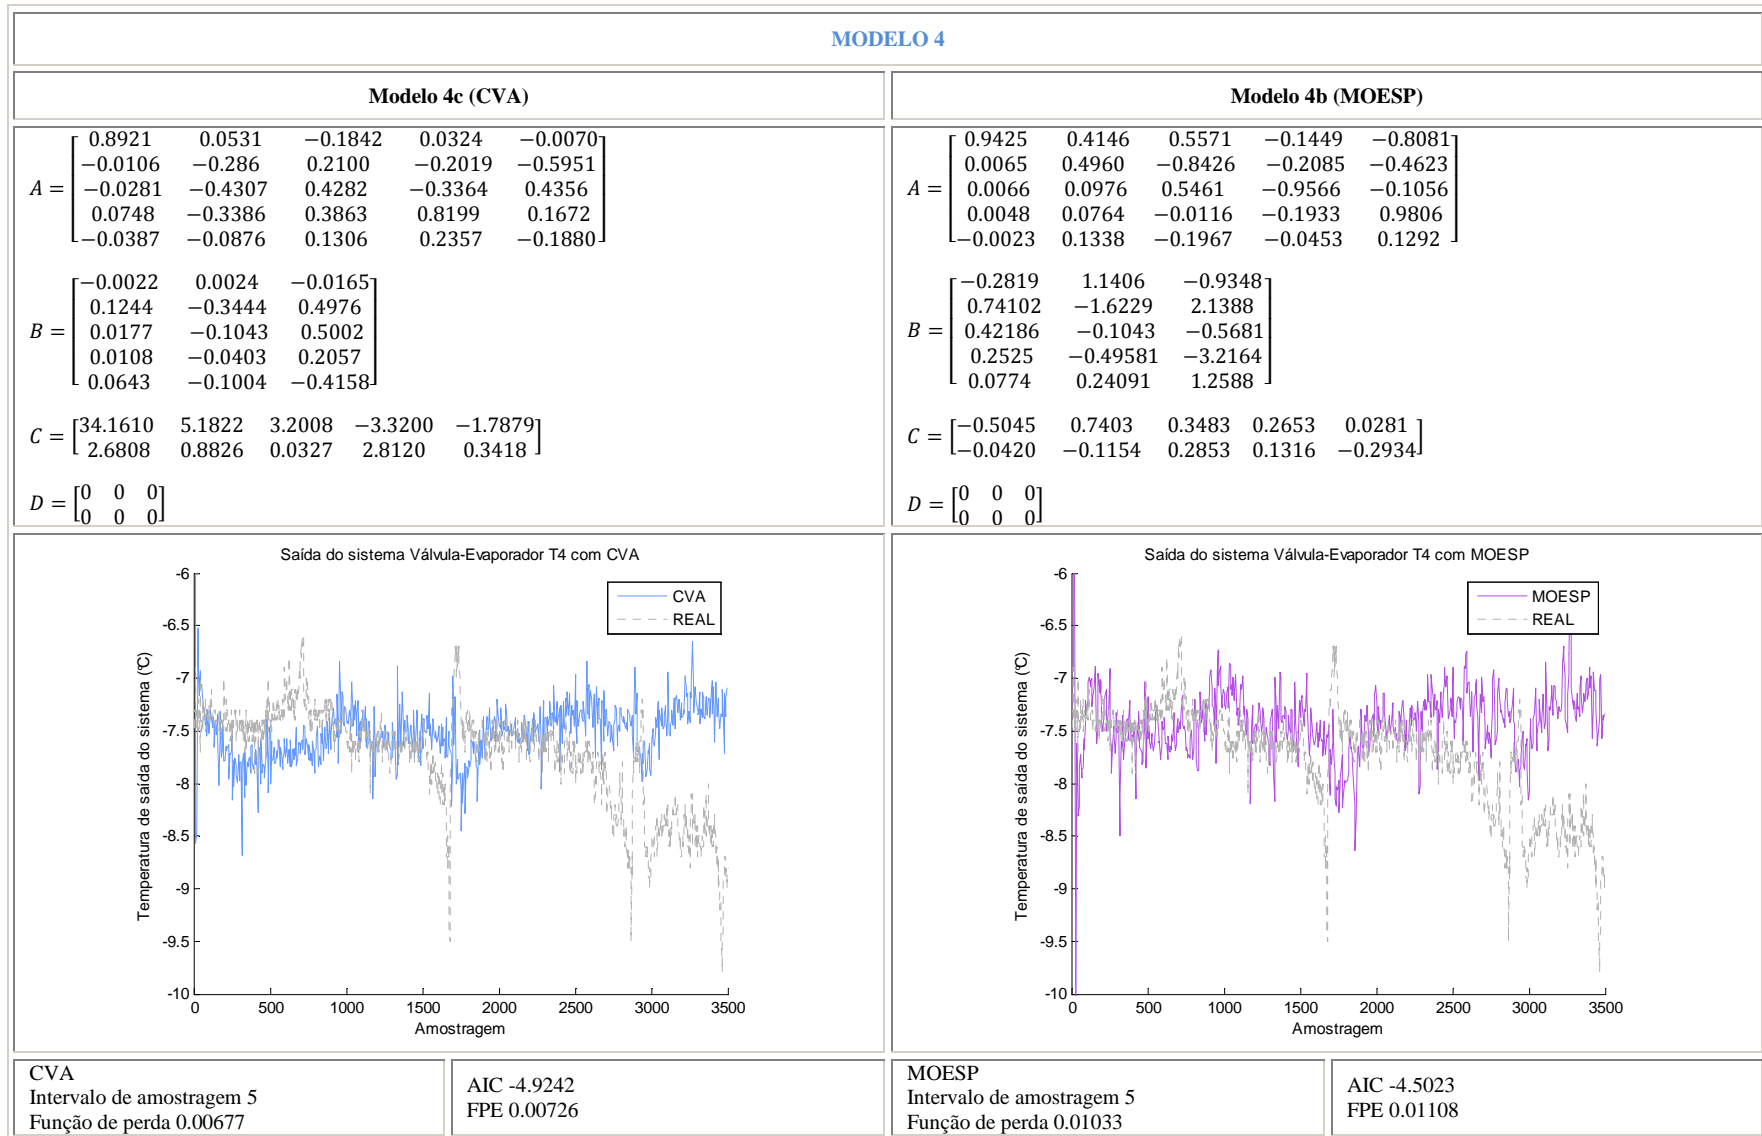 MODELO 4
Modelo 4c (CVA)
Modelo 4b (MOESP)
0.8921 0.0531 −0.1842 0.0324 −0.0070
−0.0106 −0.286 0.2100 −0.2019 −0.5951
A = −0.0281 −0.4307 0.4282 −0.3364 0.4356
0.0748 −0.3386 0.3863 0.8199 0.1672
−0.0387 −0.0876 0.1306 0.2357 −0.1880
−0.0022 0.0024 −0.0165
0.1244 −0.3444 0.4976
B = 0.0177 −0.1043 0.5002
0.0108 −0.0403 0.2057
0.0643 −0.1004 −0.4158
C = [34.1610 5.1822 3.2008 −3.3200 −1.7879]
2.6808 0.8826 0.0327 2.8120 0.3418
D = [0 0 0]
0 0 0
0.9425 0.4146 0.5571 −0.1449 −0.8081
0.0065 0.4960 −0.8426 −0.2085 −0.4623
A = 0.0066 0.0976 0.5461 −0.9566 −0.1056
0.0048 0.0764 −0.0116 −0.1933 0.9806
−0.0023 0.1338 −0.1967 −0.0453 0.1292
−0.2819 1.1406 −0.9348
0.74102 −1.6229 2.1388
B = 0.42186 −0.1043 −0.5681
0.2525 −0.49581 −3.2164
0.0774 0.24091 1.2588
C = [−0.5045 0.7403 0.3483 0.2653 0.0281]
−0.0420 −0.1154 0.2853 0.1316 −0.2934
D = [0 0 0]
0 0 0
Saída do sistema Válvula-Evaporador T4 com CVA
CVA
REAL
Temperatura de saída do sistema (ºC)
-6
-6.5
-7
-7.5
-8
-8.5
-9
-9.5
-10
0 500 1000 1500 2000 2500 3000 3500
Amostragem
Saída do sistema Válvula-Evaporador T4 com MOESP
MOESP
REAL
Temperatura de saída do sistema (ºC)
-6
-6.5
-7
-7.5
-8
-8.5
-9
-9.5
-10
0 500 1000 1500 2000 2500 3000 3500
Amostragem
CVA
Intervalo de amostragem 5
Função de perda 0.00677
AIC -4.9242
FPE 0.00726
MOESP
Intervalo de amostragem 5
Função de perda 0.01033
AIC -4.5023
FPE 0.01108